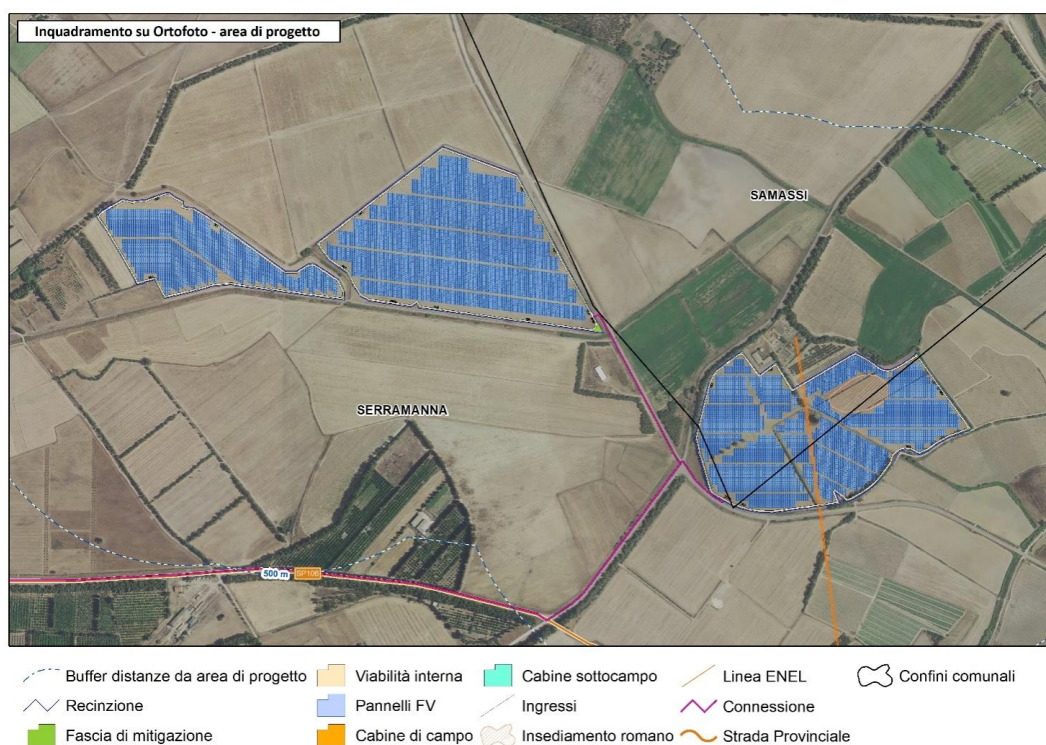 Inquadramento su Ortofoto - area di progetto
SAMASSI
SERRAMANNA
500 m SP106
Buffer distanze da area di progetto
Viabilità interna
Cabine sottocampo
Linea ENEL
Confini comunali
Recinzione
Pannelli FV
Ingressi
Connessione
Fascia di mitigazione
Cabine di campo
Insediamento romano
Strada Provinciale